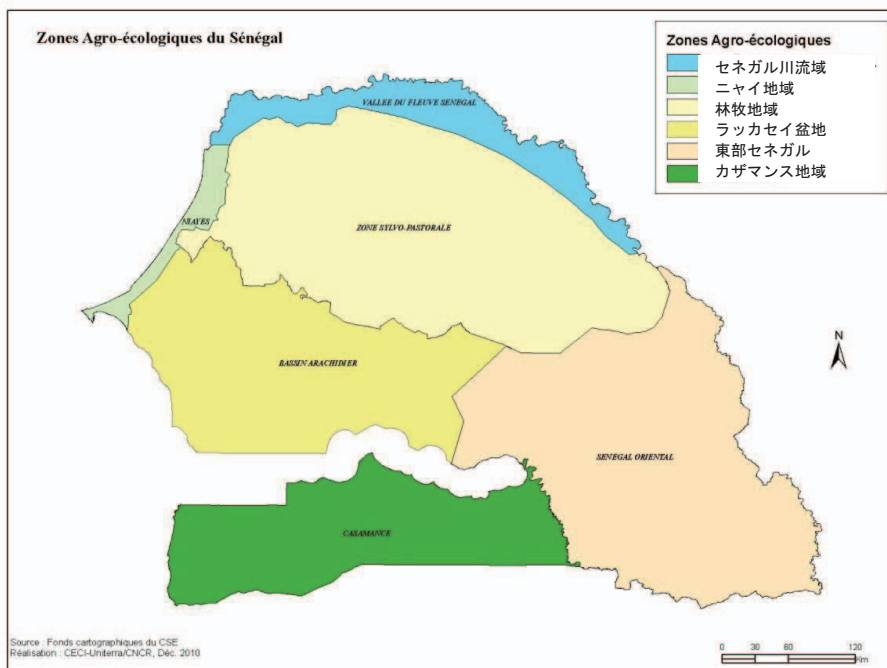 Zones Agro-écologiques du Sénégal
Zones Agro-écologiques
セネガル川流域
ニャイ地域
林牧地域
ラッカセイ盆地
東部セネガル
カザマンス地域
VALLEE DU FLEUVE SENEGAL
NIAYES
ZONE SYLVO-PASTORALE
BASSIN ARACHIDIER
SENEGAL ORIENTAL
CASAMANCE
N
Source : Fonds cartographiques du CSE
Réalisation : CECI-Uniterra/CNCR, Déc. 2010
0 30 60 120
Km